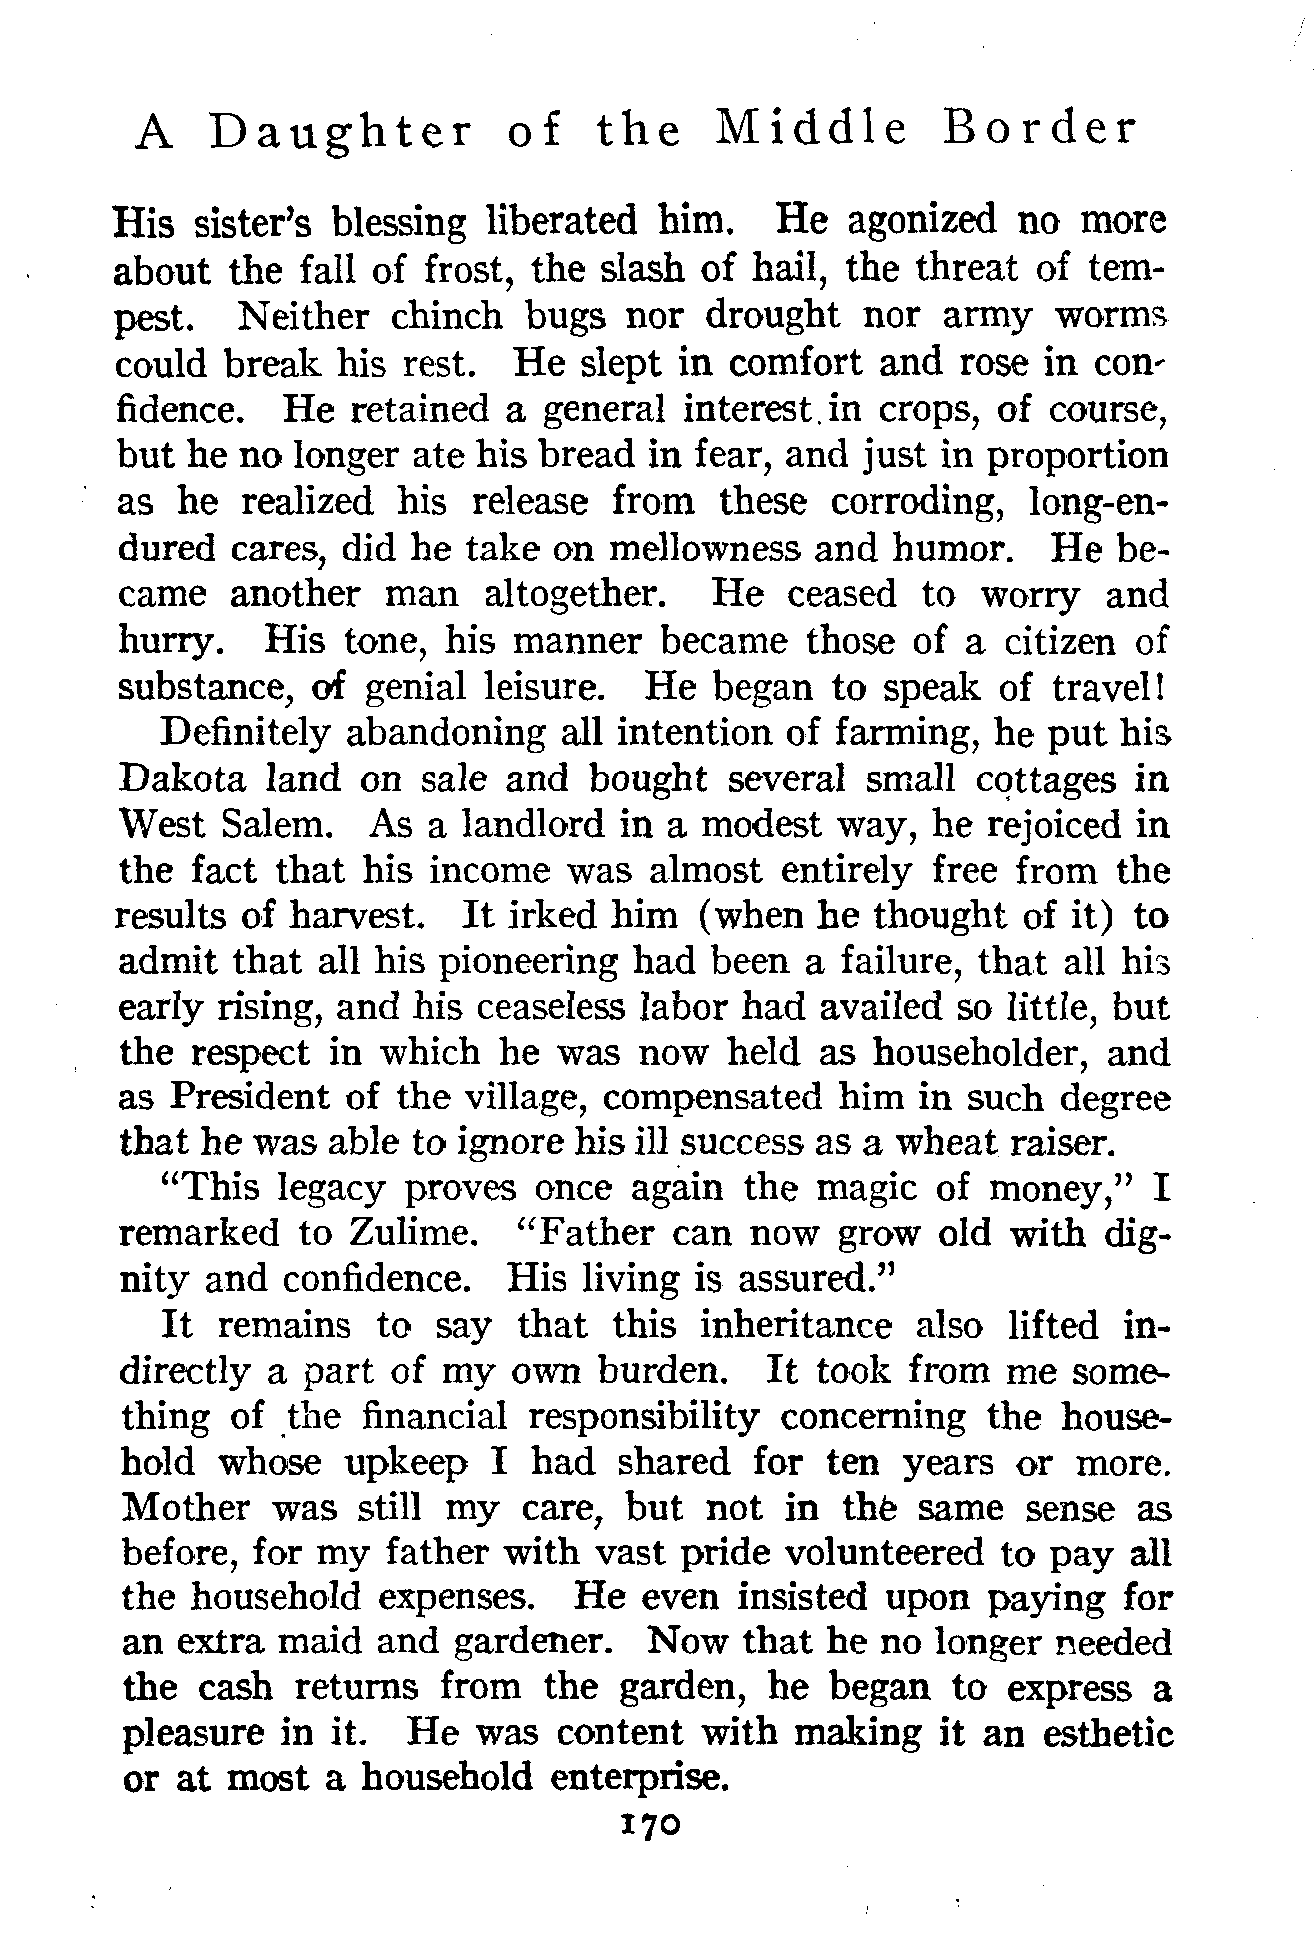 A Daughter of the Middle Border
His sister's blessing liberated him. He agonized no more
about the fall of frost, the slash of hail, the threat of tem-
pest. Neither chinch bugs nor drought nor army worms
could break his rest. He slept in comfort and rose in con-
fidence. He retained a general interest in crops, of course,
but he no longer ate his bread in fear, and just in proportion
as he realized his release from these corroding, long-en-
dured cares, did he take on mellowness and humor. He be-
came another man altogether. He ceased to worry and
hurry. His tone, his manner became those of a citizen of
substance, of genial leisure. He began to speak of travel!
Definitely abandoning all intention of farming, he put his
Dakota land on sale and bought several small cottages in
West Salem. As a landlord in a modest way, he rejoiced in
the fact that his income was almost entirely free from the
results of harvest. It irked him (when he thought of it) to
admit that all his pioneering had been a failure, that all his
early rising, and his ceaseless labor had availed so little, but
the respect in which he was now held as householder, and
as President of the village, compensated him in such degree
that he was able to ignore his ill success as a wheat raiser.
"This legacy proves once again the magic of money," I
remarked to Zulime. "Father can now grow old with dig-
nity and confidence. His living is assured."
It remains to say that this inheritance also lifted in-
directly a part of my own burden. It took from me some-
thing of the financial responsibility concerning the house-
hold whose upkeep I had shared for ten years or more.
Mother was still my care, but not in the same sense as
before, for my father with vast pride volunteered to pay all
the household expenses. He even insisted upon paying for
an extra maid and gardener. Now that he no longer needed
the cash returns from the garden, he began to express a
pleasure in it. He was content with making it an esthetic
or at most a household enterprise.
170